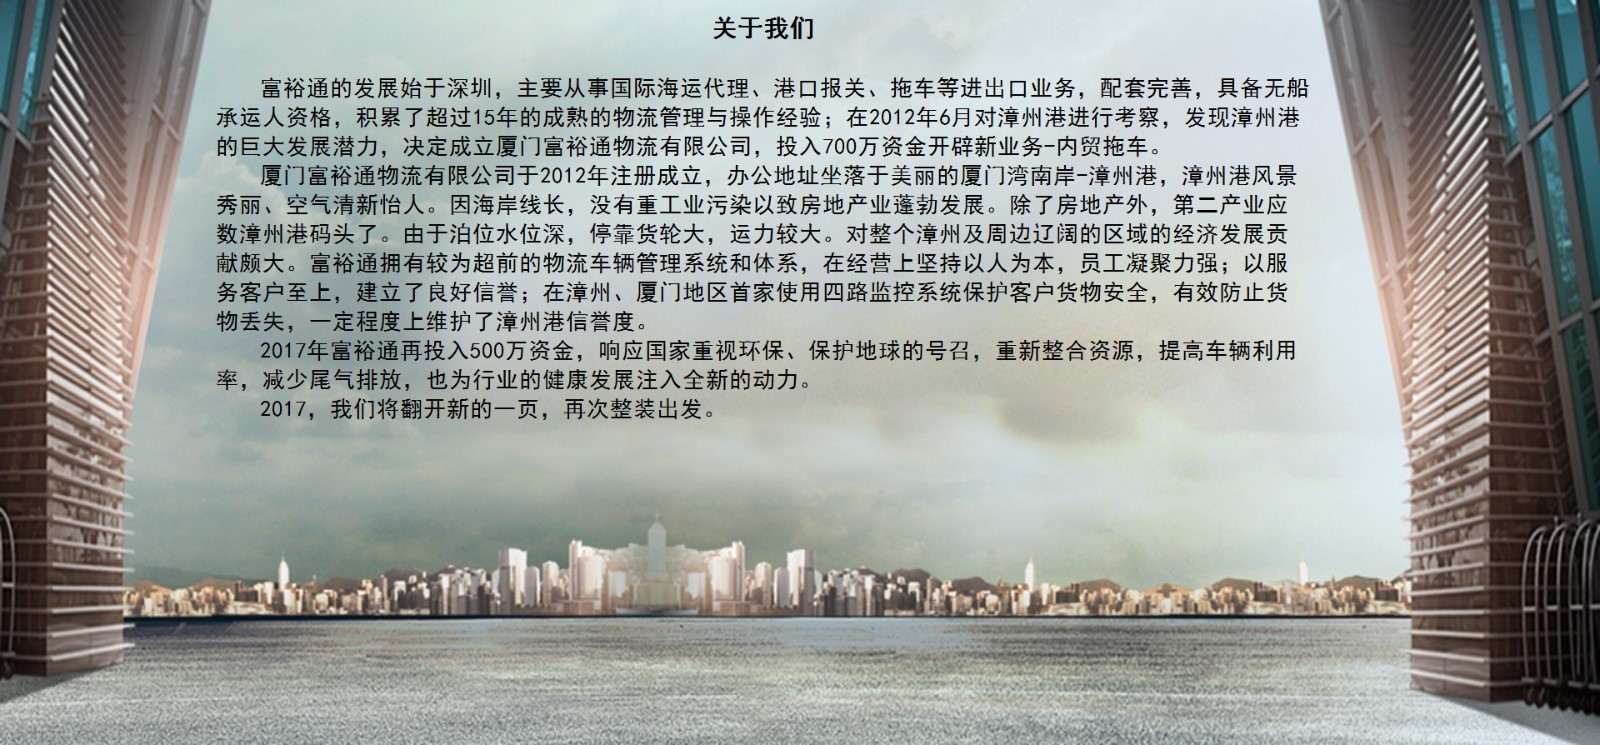 关于我们
富裕通的发展始于深圳，主要从事国际海运代理、港口报关、拖车等进出口业务，配套完善，具备无船
承运人资格，积累了超过15年的成熟的物流管理与操作经验；在2012年6月对漳州港进行考察，发现漳州港
的巨大发展潜力，决定成立厦门富裕通物流有限公司，投入700万资金开辟新业务-内贸拖车。
厦门富裕通物流有限公司于2012年注册成立，办公地址坐落于美丽的厦门湾南岸-漳州港，漳州港风景
秀丽、空气清新怡人。因海岸线长，没有重工业污染以致房地产业蓬勃发展。除了房地产外，第二产业应
数漳州港码头了。由于泊位水位深，停靠货轮大，运力较大。对整个漳州及周边辽阔的区域的经济发展贡
献颇大。富裕通拥有较为超前的物流车辆管理系统和体系，在经营上坚持以人为本，员工凝聚力强；以服
务客户至上，建立了良好信誉；在漳州、厦门地区首家使用四路监控系统保护客户货物安全，有效防止货
物丢失，一定程度上维护了漳州港信誉度。
2017年富裕通再投入500万资金，响应国家重视环保、保护地球的号召，重新整合资源，提高车辆利用
率，减少尾气排放，也为行业的健康发展注入全新的动力。
2017，我们将翻开新的一页，再次整装出发。